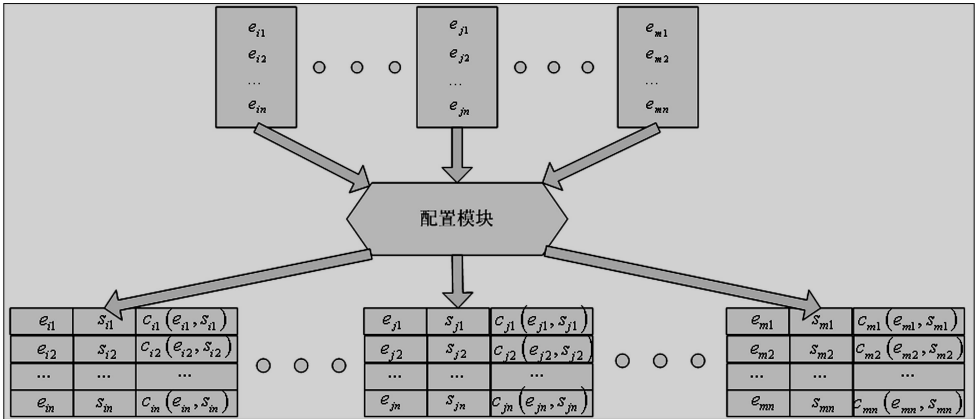 e_{i1} e_{j1} e_{m1}
e_{i2} e_{j2} e_{m2}
... ... ...
e_{in} e_{jn} e_{mn}
配置模块
e_{i1} s_{i1} c_{i1}(e_{i1},s_{i1}) e_{j1} s_{j1} c_{j1}(e_{j1},s_{j1}) e_{m1} s_{m1} c_{m1}(e_{m1},s_{m1})
e_{i2} s_{i2} c_{i2}(e_{i2},s_{i2}) e_{j2} s_{j2} c_{j2}(e_{j2},s_{j2}) e_{m2} s_{m2} c_{m2}(e_{m2},s_{m2})
... ... ... ... ... ... ... ... ...
e_{in} s_{in} c_{in}(e_{in},s_{in}) e_{jn} s_{jn} c_{jn}(e_{jn},s_{jn}) e_{mn} s_{mn} c_{mn}(e_{mn},s_{mn})